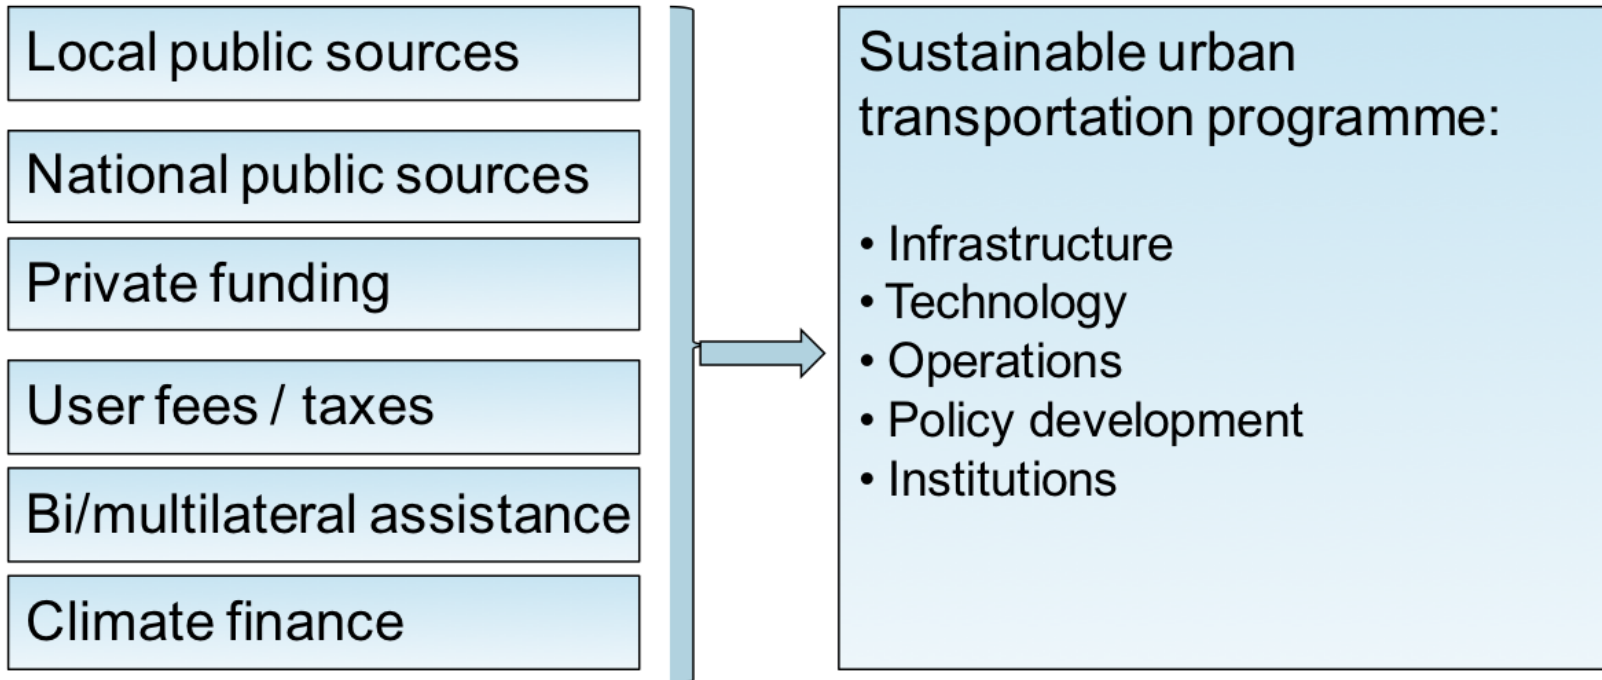 Local public sources
National public sources
Private funding
User fees / taxes
Bi/multilateral assistance
Climate finance
Sustainable urban
transportation programme:
• Infrastructure
• Technology
• Operations
• Policy development
• Institutions